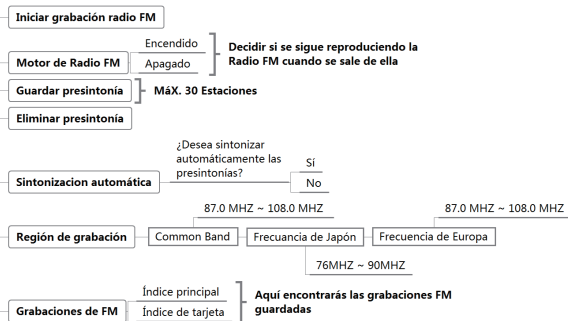 Iniciar grabación radio FM
Motor de Radio FM
Encendido
Apagado
Decidir si se sigue reproduciendo la
Radio FM cuando se sale de ella
Guardar presintonía
MáX. 30 Estaciones
Eliminar presintonía
Sintonizacion automática
¿Desea sintonizar
automáticamente las
presintonías?
Sí
No
Región de grabación
87.0 MHZ ~ 108.0 MHZ
Common Band
Frecuancia de Japón
76MHZ ~ 90MHZ
87.0 MHZ ~ 108.0 MHZ
Frecuencia de Europa
Grabaciones de FM
Índice principal
Índice de tarjeta
Aquí encontrarás las grabaciones FM
guardadas